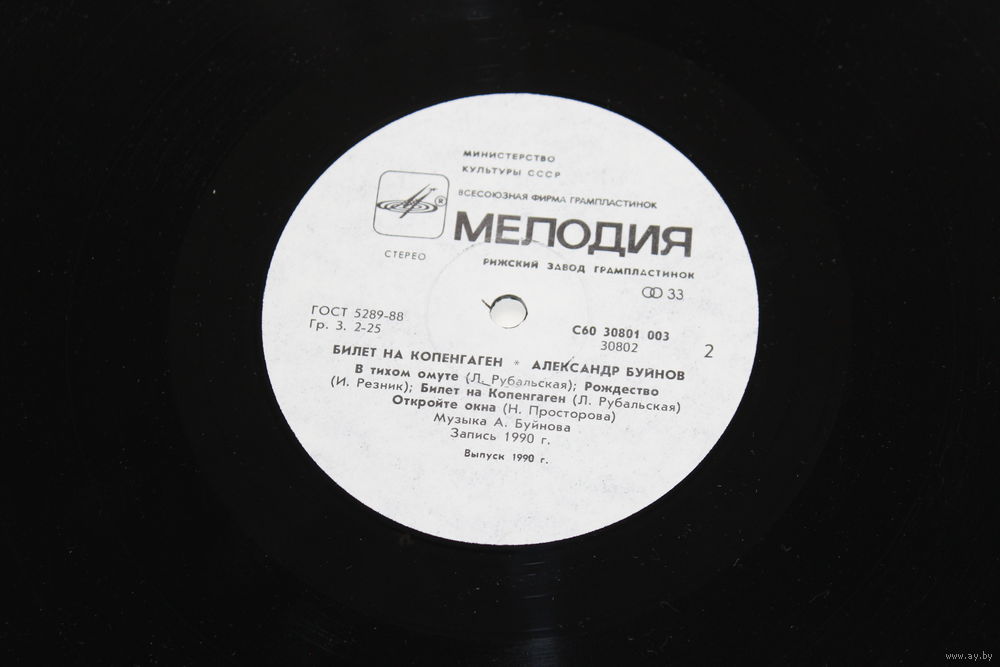 МИНИСТЕРСТВО
КУЛЬТУРЫ СССР
ВСЕСОЮЗНАЯ ФИРМА ГРАМПЛАСТИНОК
®
МЕЛОДИЯ
СТЕРЕО
РИЖСКИЙ ЗАВОД ГРАМПЛАСТИНОК
33
ГОСТ 5289-88
Гр. 3. 2-25
С60 30801 003
30802
2
БИЛЕТ НА КОПЕНГАГЕН * АЛЕКСАНДР БУЙНОВ
В тихом омуте (Л. Рубальская); Рождество
(И. Резник); Билет на Копенгаген (Л. Рубальская)
Откройте окна (Н. Просторова)
Музыка А. Буйнова
Запись 1990 г.
Выпуск 1990 г.
www.ay.by